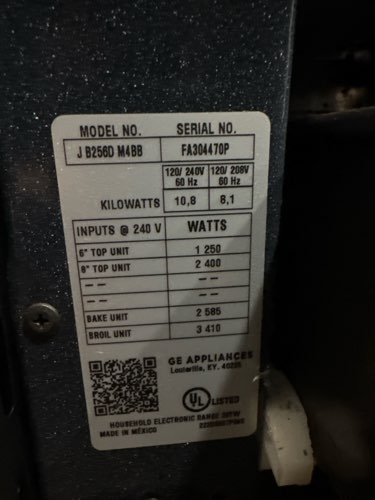 MODEL NO. SERIAL NO.
J B256D M4BB FA304470P
120/ 240V 120/ 208V
60 Hz 60 Hz
KILOWATTS 10,8 8,1
INPUTS @ 240 V WATTS
6" TOP UNIT 1 250
8" TOP UNIT 2 400
– –
– –
BAKE UNIT 2 585
BROIL UNIT 3 410
GE APPLIANCES
Louisville, KY. 40225
UL LISTED
HOUSEHOLD ELECTRONIC RANGE
MADE IN MÉXICO